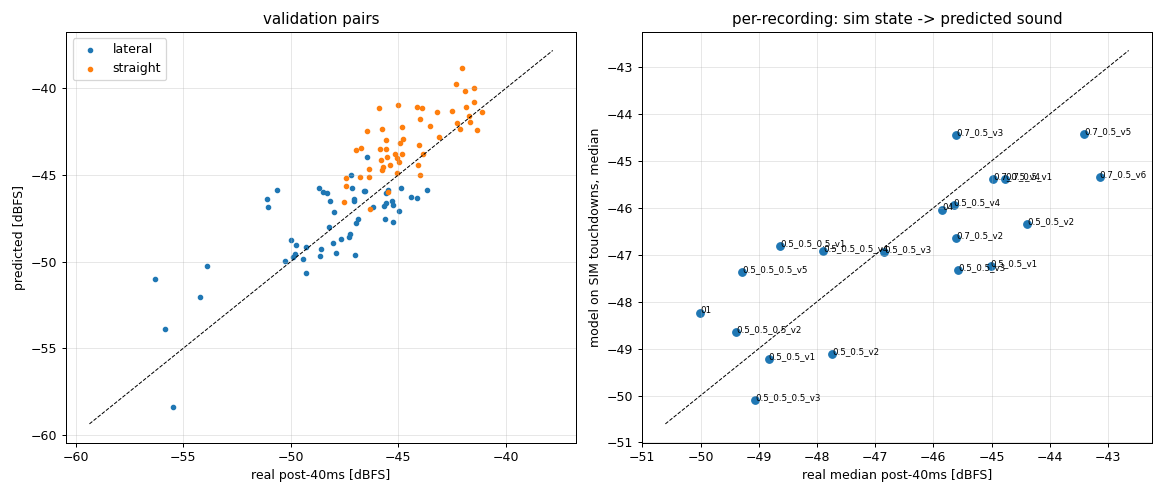 validation pairs
lateral
straight
−40
−45
−50
−55
−60
predicted [dBFS]
−60
−55
−50
−45
−40
real post-40ms [dBFS]
per-recording: sim state -> predicted sound
−43
−44
−45
−46
−47
−48
−49
−50
−51
model on SIM touchdowns, median
0.7_0.5_v3
0.7_0.5_v5
0.7_0.5_v6
0.5_0.5_v4
0.5_0.5_v2
0.7_0.5_v2
0.5_0.5_0.5_v1
0.5_0.5_v3
0.5_0.5_v1
0.5_0.5_0.5_v5
01
0.5_0.5_0.5_v2
0.5_0.5_v1
0.5_0.5_v2
0.5_0.5_0.5_v3
−51
−50
−49
−48
−47
−46
−45
−44
−43
real median post-40ms [dBFS]